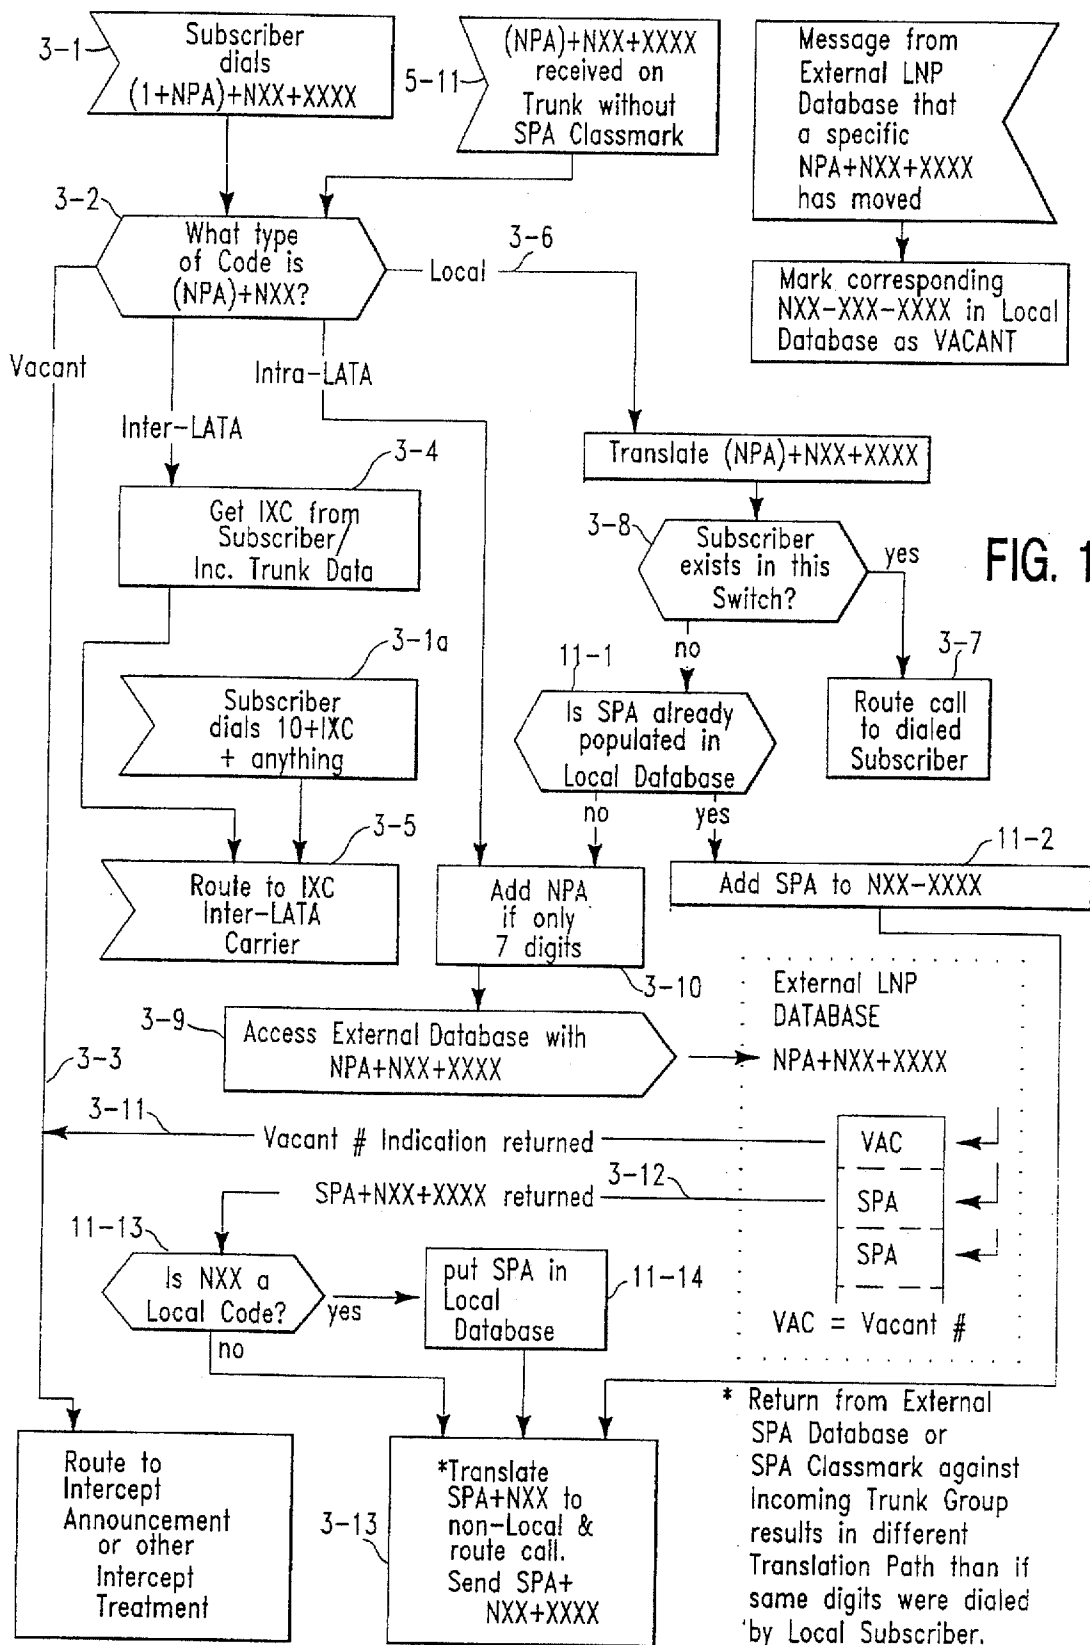 3-1
Subscriber
dials
(1+NPA)+NXX+XXXX
5-11
(NPA)+NXX+XXXX
received on
Trunk without
SPA Classmark
Message from
External LNP
Database that
a specific
NPA+NXX+XXXX
has moved
3-2
What type
of Code is
(NPA)+NXX?
Local
3-6
Mark corresponding
NXX-XXX-XXXX in Local
Database as VACANT
Vacant
Intra-LATA
Inter-LATA
3-4
Get IXC from
Subscriber/
Inc. Trunk Data
Translate (NPA)+NXX+XXXX
3-8
Subscriber
exists in this
Switch?
yes
no
FIG. 1
3-1a
Subscriber
dials 10+IXC
+ anything
11-1
Is SPA already
populated in
Local Database
no
yes
3-7
Route call
to dialed
Subscriber
3-5
Route to IXC
Inter-LATA
Carrier
Add NPA
if only
7 digits
3-10
11-2
Add SPA to NXX-XXXX
3-9
Access External Database with
NPA+NXX+XXXX
External LNP
DATABASE
NPA+NXX+XXXX
3-3
3-11
Vacant # Indication returned
VAC
SPA+NXX+XXXX returned
3-12
SPA
SPA
VAC = Vacant #
11-13
Is NXX a
Local Code?
yes
no
put SPA in
Local
Database
11-14
Route to
Intercept
Announcement
or other
Intercept
Treatment
3-13
*Translate
SPA+NXX to
non-Local &
route call.
Send SPA+
NXX+XXXX
* Return from External
SPA Database or
SPA Classmark against
Incoming Trunk Group
results in different
Translation Path than if
same digits were dialed
by Local Subscriber.